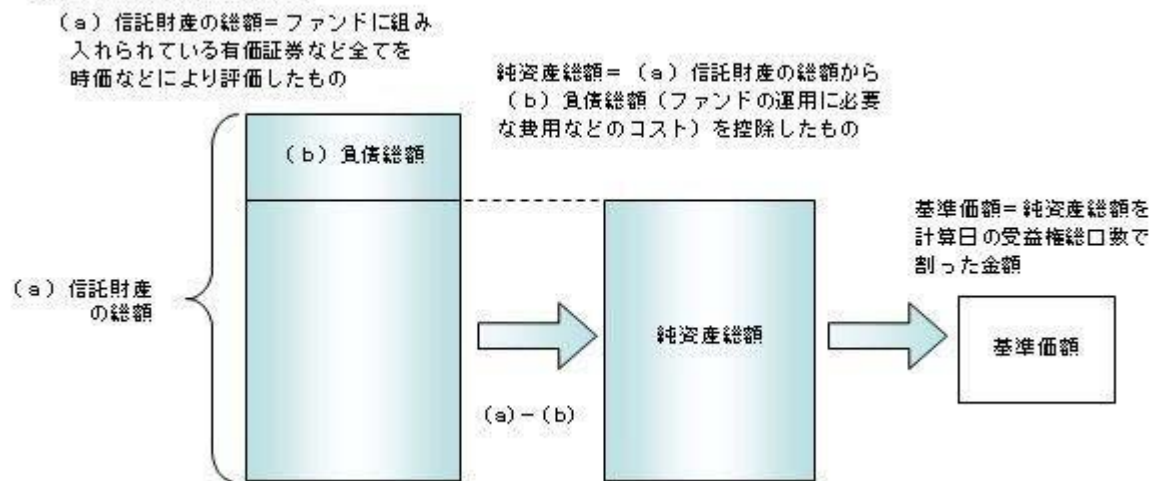 (a)信託財産の総額=ファンドに組み
入れられている有価証券など全てを
時価などにより評価したもの
純資産総額=(a)信託財産の総額から
(b)負債総額(ファンドの運用に必要
な費用などのコスト)を控除したもの
(b)負債総額
基準価額=純資産総額を
計算日の受益権総口数で
割った金額
(a)信託財産
の総額
純資産総額
基準価額
(a)-(b)